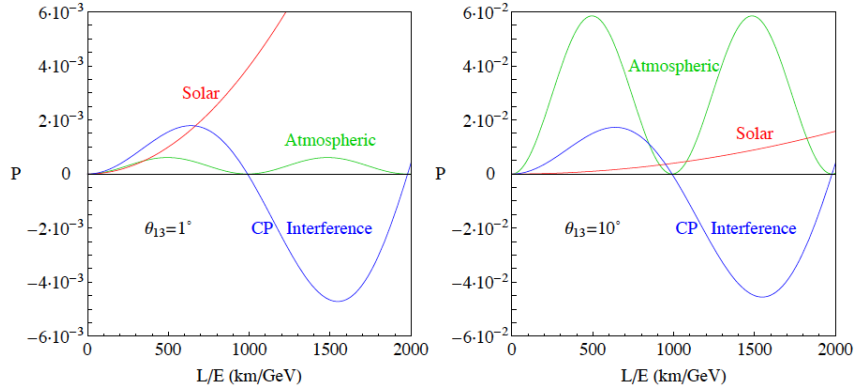 6·10⁻³
4·10⁻³
2·10⁻³
0
−2·10⁻³
−4·10⁻³
−6·10⁻³
P
Solar
Atmospheric
CP Interference
θ₁₃=1°
0 500 1000 1500 2000
L/E (km/GeV)
6·10⁻²
4·10⁻²
2·10⁻²
0
−2·10⁻²
−4·10⁻²
−6·10⁻²
P
Atmospheric
Solar
CP Interference
θ₁₃=10°
0 500 1000 1500 2000
L/E (km/GeV)